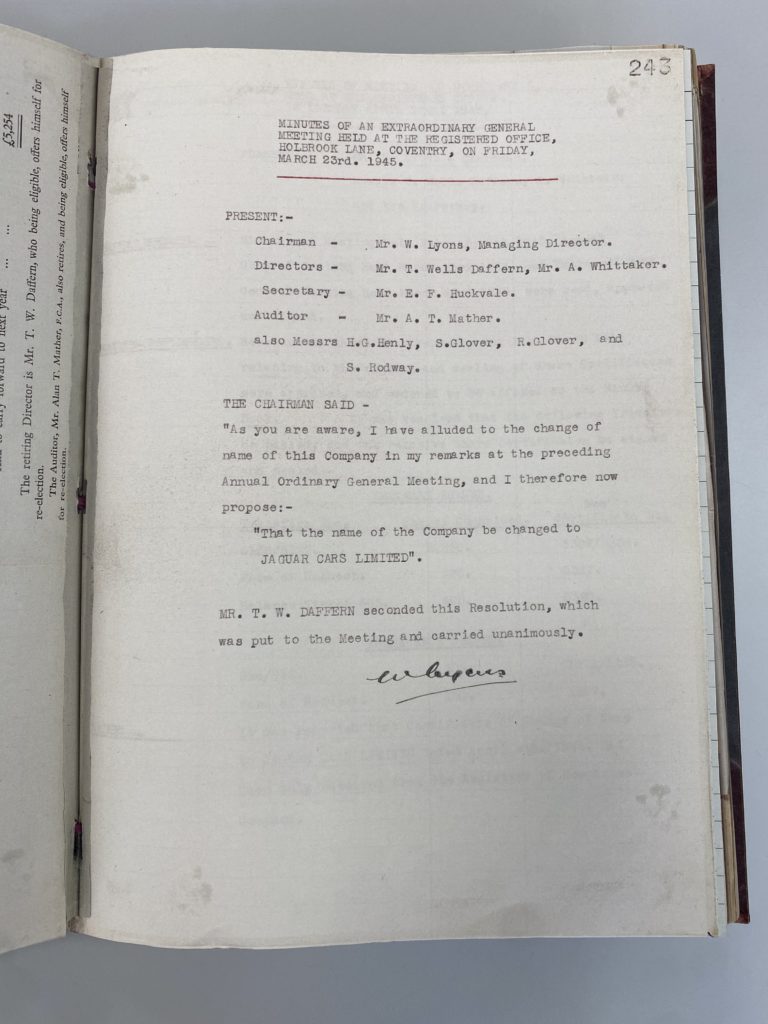 £3,254
... ...
and to carry forward to next year
The retiring Director is Mr. T. W. Daffern, who being eligible, offers himself for
re-election.
The Auditor, Mr. Alan T. Mather, F.C.A., also retires, and being eligible, offers himself
for re-election.
243
MINUTES OF AN EXTRAORDINARY GENERAL
MEETING HELD AT THE REGISTERED OFFICE,
HOLBROOK LANE, COVENTRY, ON FRIDAY,
MARCH 23rd. 1945.
PRESENT:-
Chairman - Mr. W. Lyons, Managing Director.
Directors - Mr. T. Wells Daffern, Mr. A. Whittaker.
Secretary - Mr. E. F. Huckvale.
Auditor - Mr. A. T. Mather.
also Messrs H.G.Henly, S.Glover, R.Glover, and
S. Rodway.
THE CHAIRMAN SAID -
"As you are aware, I have alluded to the change of
name of this Company in my remarks at the preceding
Annual Ordinary General Meeting, and I therefore now
propose:-
"That the name of the Company be changed to
JAGUAR CARS LIMITED".
MR. T. W. DAFFERN seconded this Resolution, which
was put to the Meeting and carried unanimously.
W Lyons